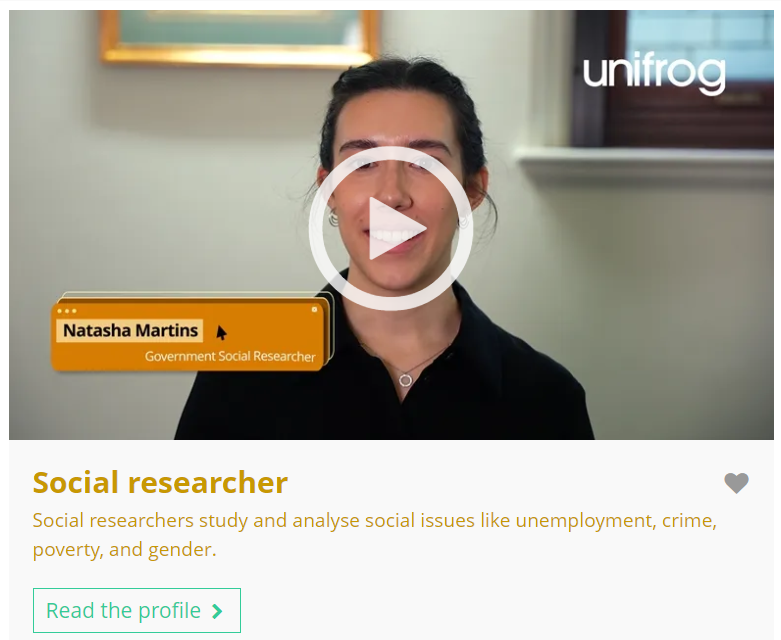 unifrog
Natasha Martins
Government Social Researcher
Social researcher
Social researchers study and analyse social issues like unemployment, crime,
poverty, and gender.
Read the profile